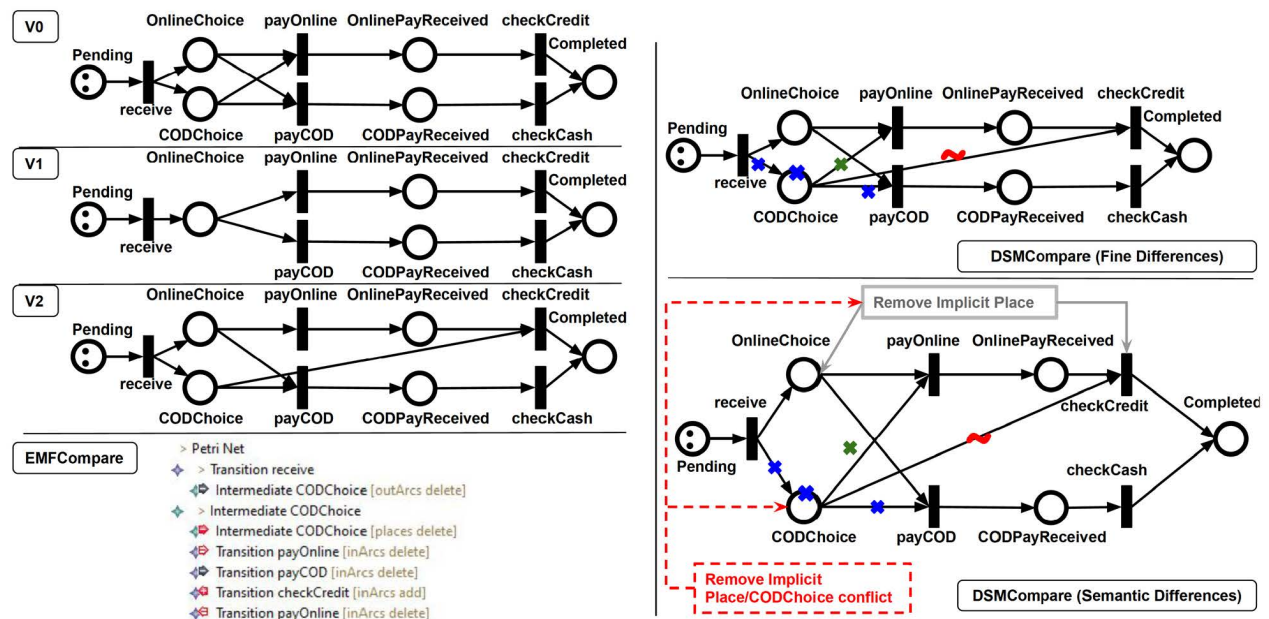 V0
OnlineChoice payOnline OnlinePayReceived checkCredit
Pending
Completed
receive
CODChoice payCOD CODPayReceived checkCash
V1
OnlineChoice payOnline OnlinePayReceived checkCredit
Pending
Completed
receive
payCOD CODPayReceived checkCash
V2
OnlineChoice payOnline OnlinePayReceived checkCredit
Pending
Completed
receive
CODChoice payCOD CODPayReceived checkCash
EMFCompare
> Petri Net
> Transition receive
Intermediate CODChoice [outArcs delete]
> Intermediate CODChoice
Intermediate CODChoice [places delete]
Transition payOnline [inArcs delete]
Transition payCOD [inArcs delete]
Transition checkCredit [inArcs add]
Transition payOnline [inArcs delete]
OnlineChoice payOnline OnlinePayReceived checkCredit
Pending
Completed
receive
CODChoice payCOD CODPayReceived checkCash
DSMCompare (Fine Differences)
Remove Implicit Place
OnlineChoice payOnline OnlinePayReceived
receive
checkCredit
Completed
Pending
checkCash
CODChoice payCOD CODPayReceived
Remove Implicit
Place/CODChoice conflict
DSMCompare (Semantic Differences)